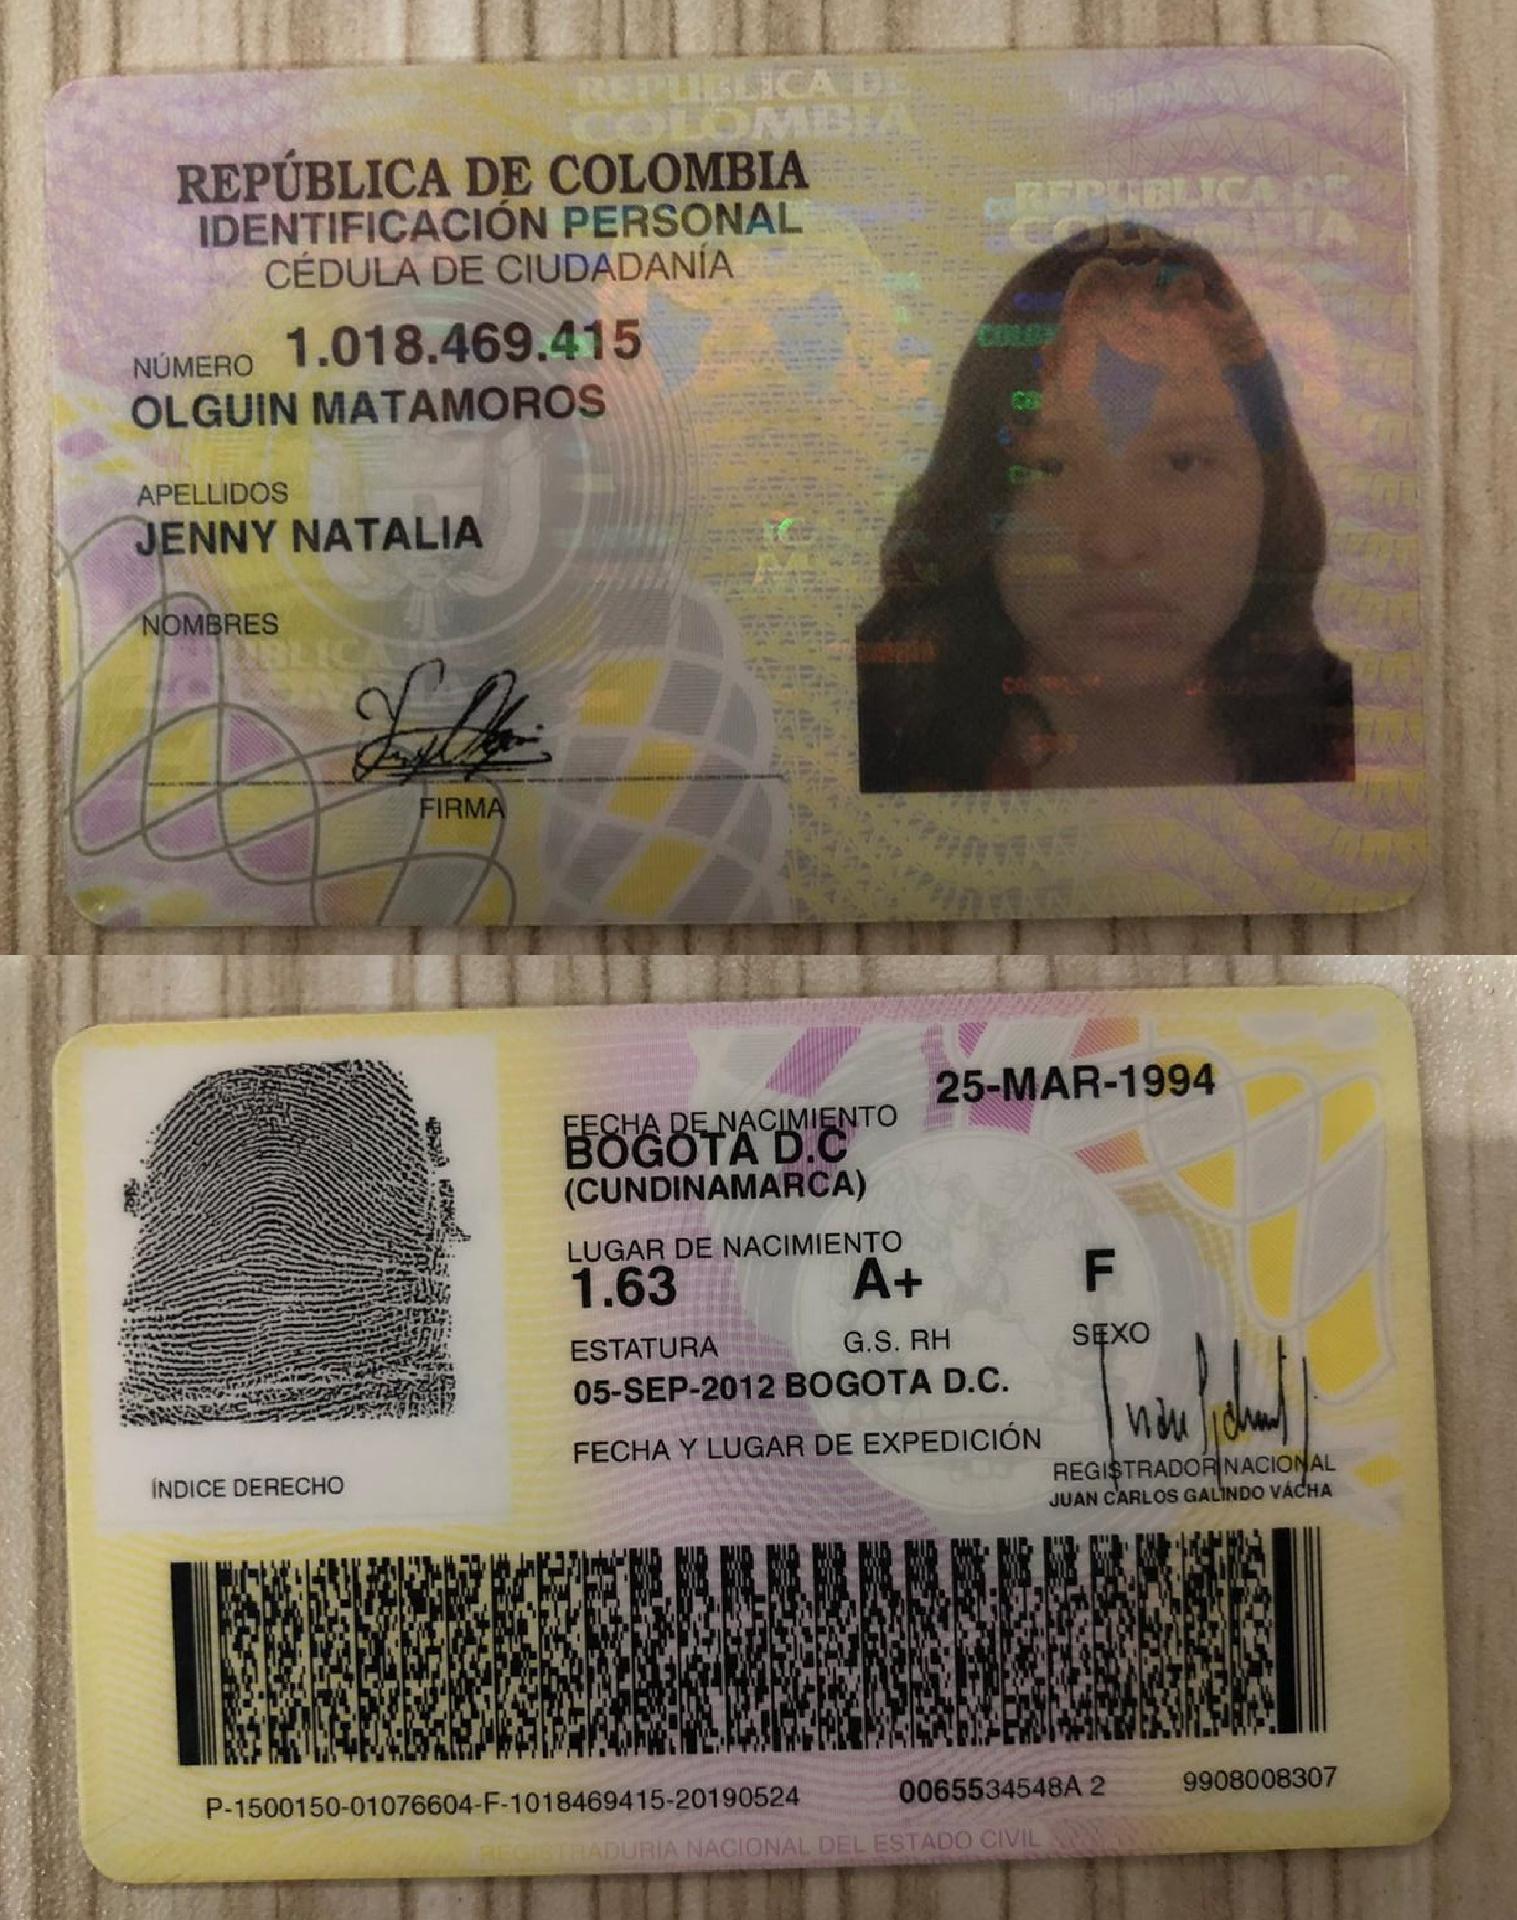 REPÚBLICA DE COLOMBIA
IDENTIFICACIÓN PERSONAL
CÉDULA DE CIUDADANÍA
NÚMERO 1.018.469.415
OLGUIN MATAMOROS
APELLIDOS
JENNY NATALIA
NOMBRES
FIRMA
REPUBLICA DE
COLOMBIA
REPUBLICA DE
COLOMBIA
25-MAR-1994
FECHA DE NACIMIENTO
BOGOTA D.C
(CUNDINAMARCA)
LUGAR DE NACIMIENTO
1.63 A+ F
ESTATURA G.S. RH SEXO
05-SEP-2012 BOGOTA D.C.
FECHA Y LUGAR DE EXPEDICIÓN
ÍNDICE DERECHO
REGISTRADOR NACIONAL
JUAN CARLOS GALINDO VÁCHA
P-1500150-01076604-F-1018469415-20190524 0065534548A 2 9908008307
REGISTRADURÍA NACIONAL DEL ESTADO CIVIL